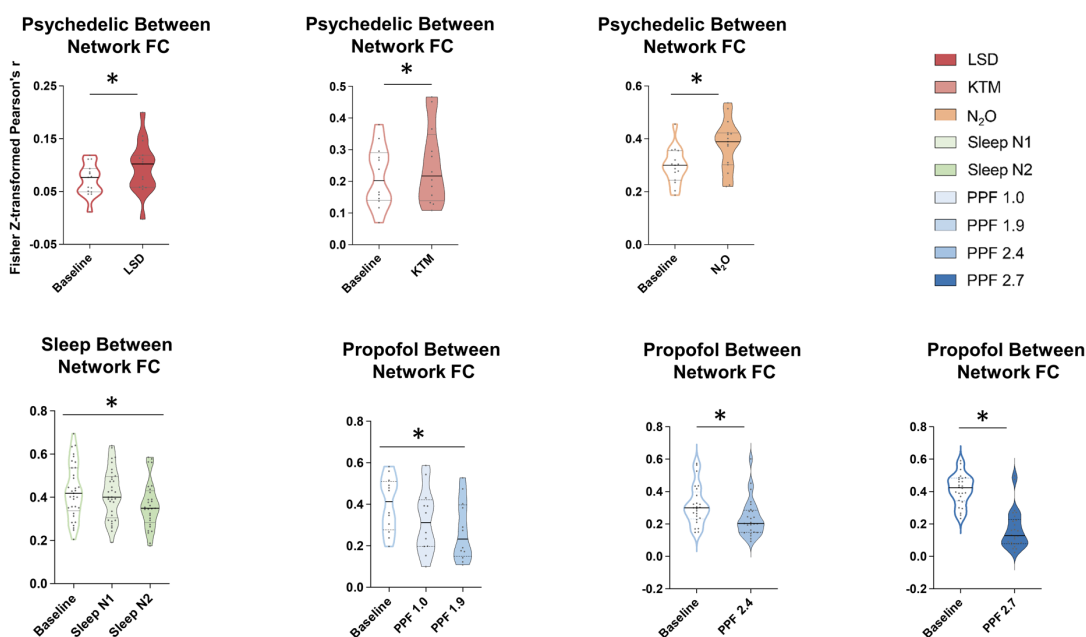 Psychedelic Between
Network FC
Psychedelic Between
Network FC
Psychedelic Between
Network FC
Fisher Z-transformed Pearson's r
*
0.25
0.15
0.05
-0.05
Baseline
LSD
*
0.5
0.4
0.3
0.2
0.1
0.0
Baseline
KTM
*
0.6
0.4
0.2
0.0
Baseline
N₂O
LSD
KTM
N₂O
Sleep N1
Sleep N2
PPF 1.0
PPF 1.9
PPF 2.4
PPF 2.7
Sleep Between
Network FC
*
0.8
0.6
0.4
0.2
0.0
Baseline
Sleep N1
Sleep N2
Propofol Between
Network FC
*
0.8
0.6
0.4
0.2
0.0
Baseline
PPF 1.0
PPF 1.9
Propofol Between
Network FC
*
0.8
0.6
0.4
0.2
0.0
-0.2
Baseline
PPF 2.4
Propofol Between
Network FC
*
0.8
0.6
0.4
0.2
0.0
-0.2
Baseline
PPF 2.7